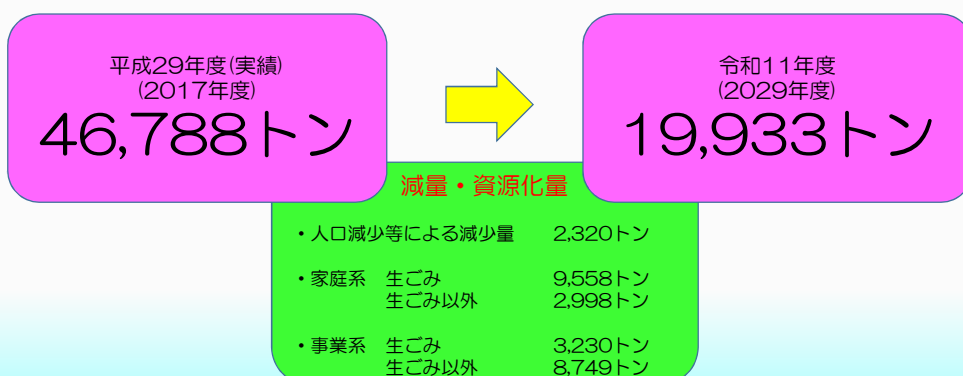 平成29年度(実績)
(2017年度)
46,788トン
令和11年度
(2029年度)
19,933トン
減量・資源化量
・人口減少等による減少量 2,320トン
・家庭系 生ごみ 9,558トン
生ごみ以外 2,998トン
・事業系 生ごみ 3,230トン
生ごみ以外 8,749トン